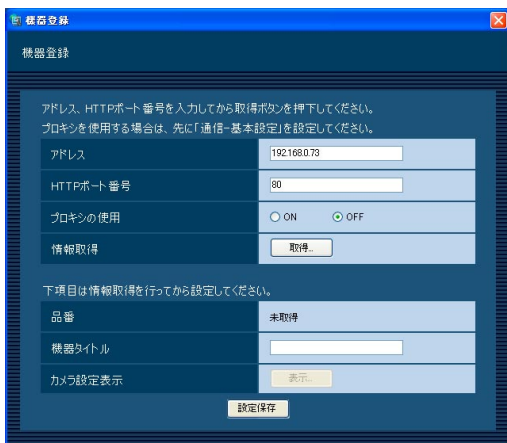 機器登録
機器登録
アドレス、HTTPポート番号を入力してから取得ボタンを押下してください。
プロキシを使用する場合は、先に「通信-基本設定」を設定してください。
アドレス 192.168.0.73
HTTPポート番号 80
プロキシの使用 ON OFF
情報取得 取得...
下項目は情報取得を行ってから設定してください。
品番 未取得
機器タイトル
カメラ設定表示 表示...
設定保存